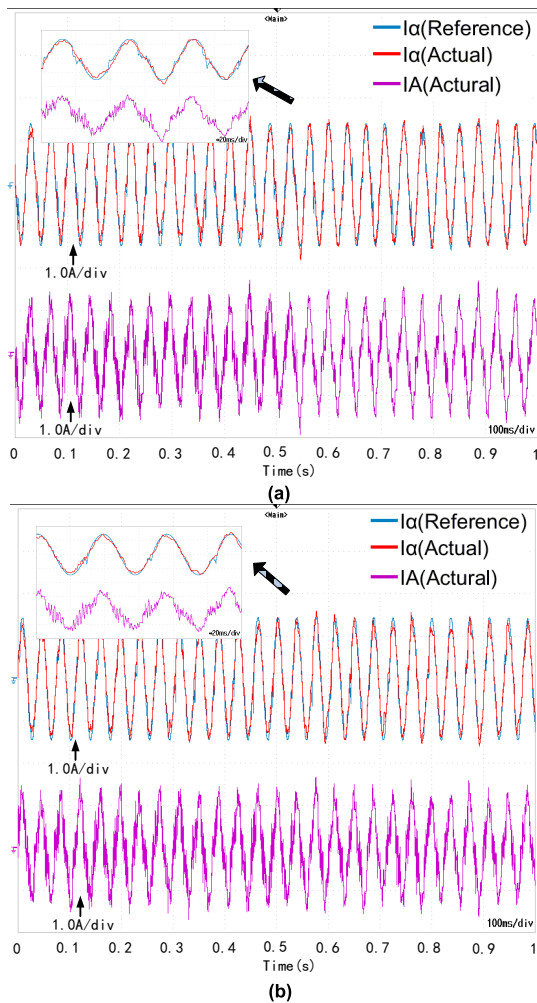 <Main>
Iα(Reference)
Iα(Actual)
IA(Actural)
20ms/div
1.0A/div
1.0A/div
100ms/div
0 0.1 0.2 0.3 0.4 0.5 0.6 0.7 0.8 0.9 1
Time(s)
(a)
<Main>
Iα(Reference)
Iα(Actual)
IA(Actural)
20ms/div
1.0A/div
1.0A/div
100ms/div
0 0.1 0.2 0.3 0.4 0.5 0.6 0.7 0.8 0.9 1
Time(s)
(b)